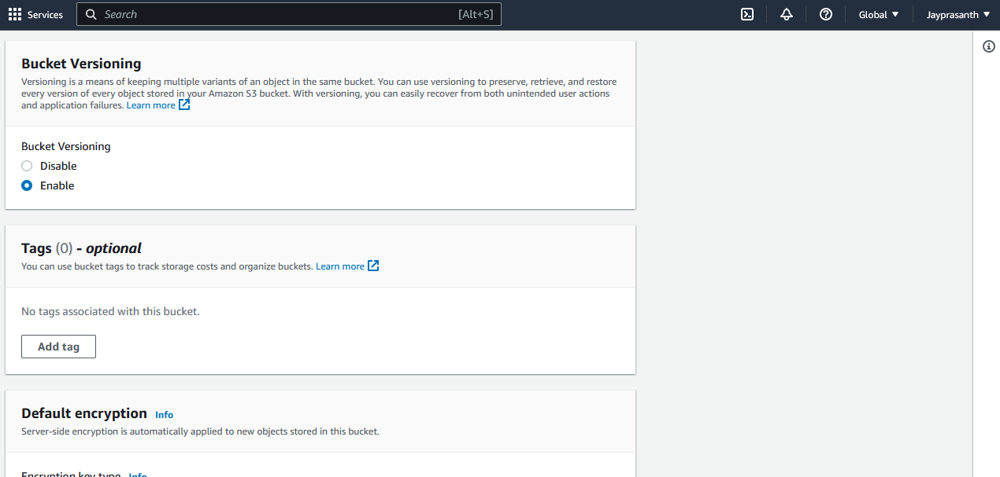 Services Search [Alt+S] Global Jayprasanth
Bucket Versioning
Versioning is a means of keeping multiple variants of an object in the same bucket. You can use versioning to preserve, retrieve, and restore
every version of every object stored in your Amazon S3 bucket. With versioning, you can easily recover from both unintended user actions
and application failures. Learn more
Bucket Versioning
Disable
Enable
Tags (0) - optional
You can use bucket tags to track storage costs and organize buckets. Learn more
No tags associated with this bucket.
Add tag
Default encryption Info
Server-side encryption is automatically applied to new objects stored in this bucket.
Encryption key type Info